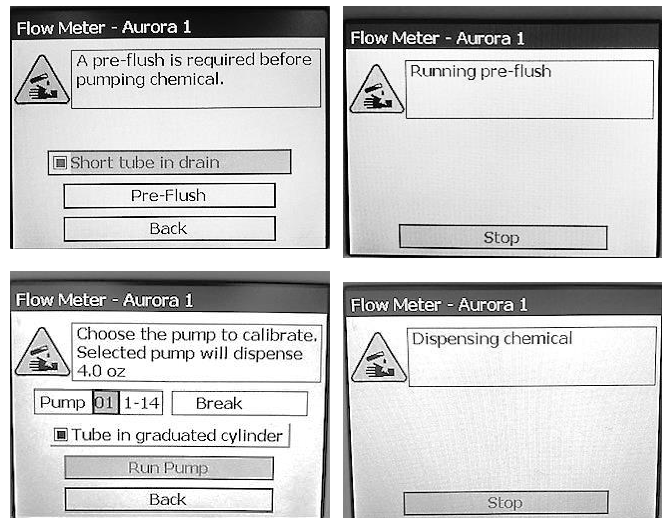 Flow Meter - Aurora 1
A pre-flush is required before
pumping chemical.
Short tube in drain
Pre-Flush
Back
Flow Meter - Aurora 1
Running pre-flush
Stop
Flow Meter - Aurora 1
Choose the pump to calibrate.
Selected pump will dispense
4.0 oz
Pump 01 1-14 Break
Tube in graduated cylinder
Run Pump
Back
Flow Meter - Aurora 1
Dispensing chemical
Stop